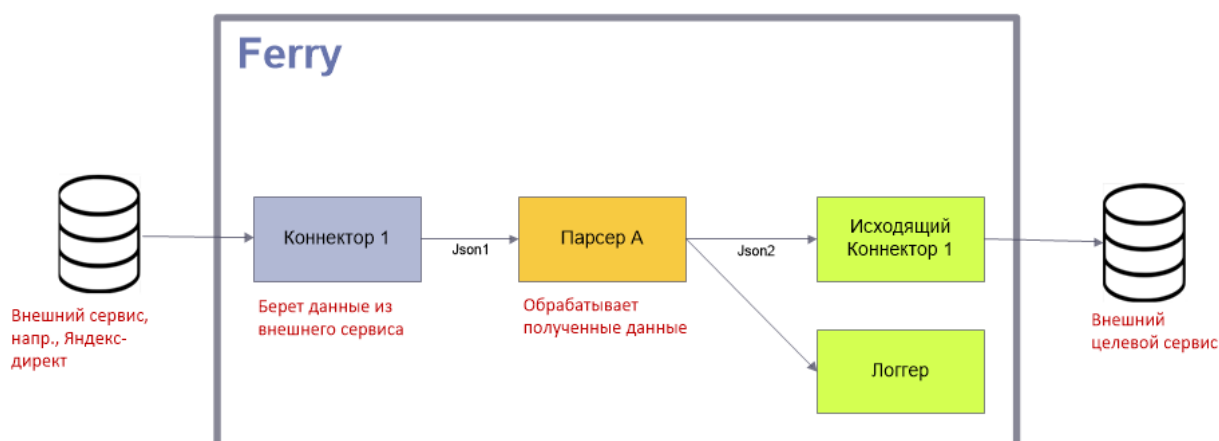 Ferry
Коннектор 1
Json1
Парсер А
Json2
Исходящий
Коннектор 1
Внешний сервис,
напр., Яндекс-
директ
Берет данные из
внешнего сервиса
Обрабатывает
полученные данные
Внешний
целевой сервис
Логгер